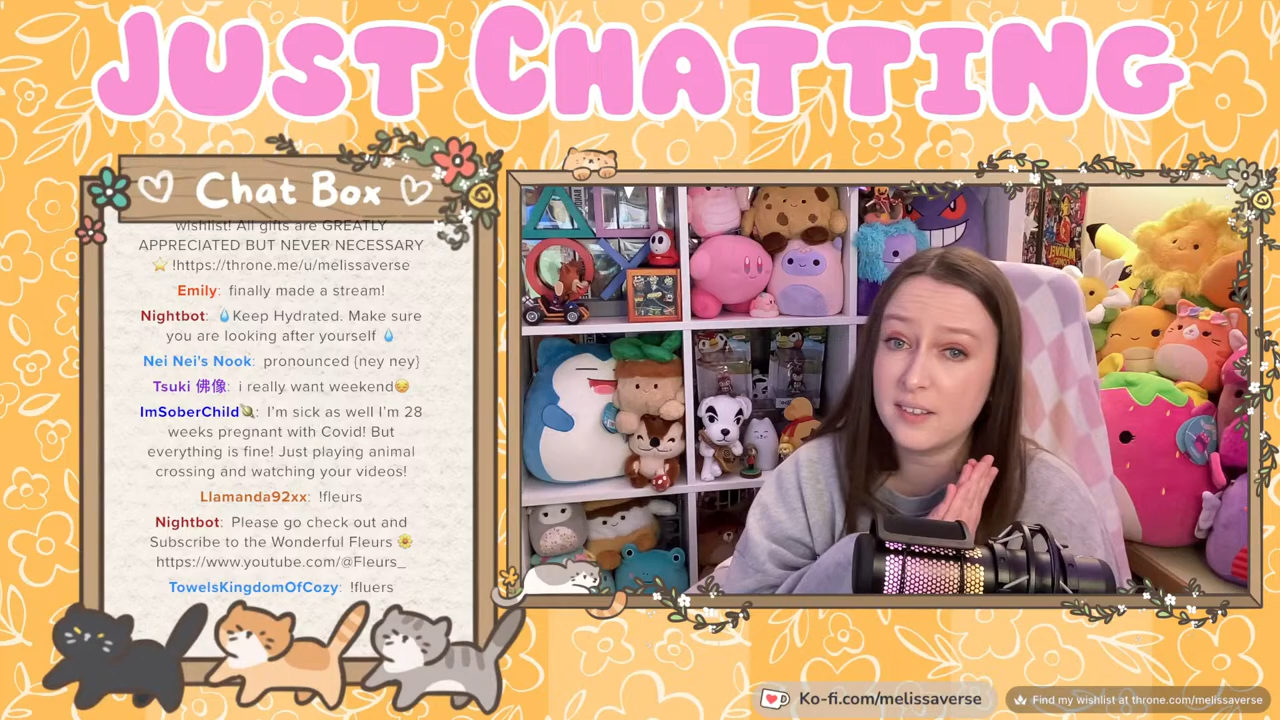 JUST CHATTING
Chat Box
wishlist! All gifts are GREATLY
APPRECIATED BUT NEVER NECESSARY
⭐ !https://throne.me/u/melissaverse
Emily: finally made a stream!
Nightbot: 💧Keep Hydrated. Make sure
you are looking after yourself 💧
Nei Nei's Nook: pronounced {ney ney}
Tsuki 佛像: i really want weekend😔
ImSoberChild🍃: I'm sick as well I'm 28
weeks pregnant with Covid! But
everything is fine! Just playing animal
crossing and watching your videos!
Llamanda92xx: !fleurs
Nightbot: Please go check out and
Subscribe to the Wonderful Fleurs 🌼
https://www.youtube.com/@Fleurs_
TowelsKingdomOfCozy: !fluers
Ko-fi.com/melissaverse
Find my wishlist at throne.com/melissaverse